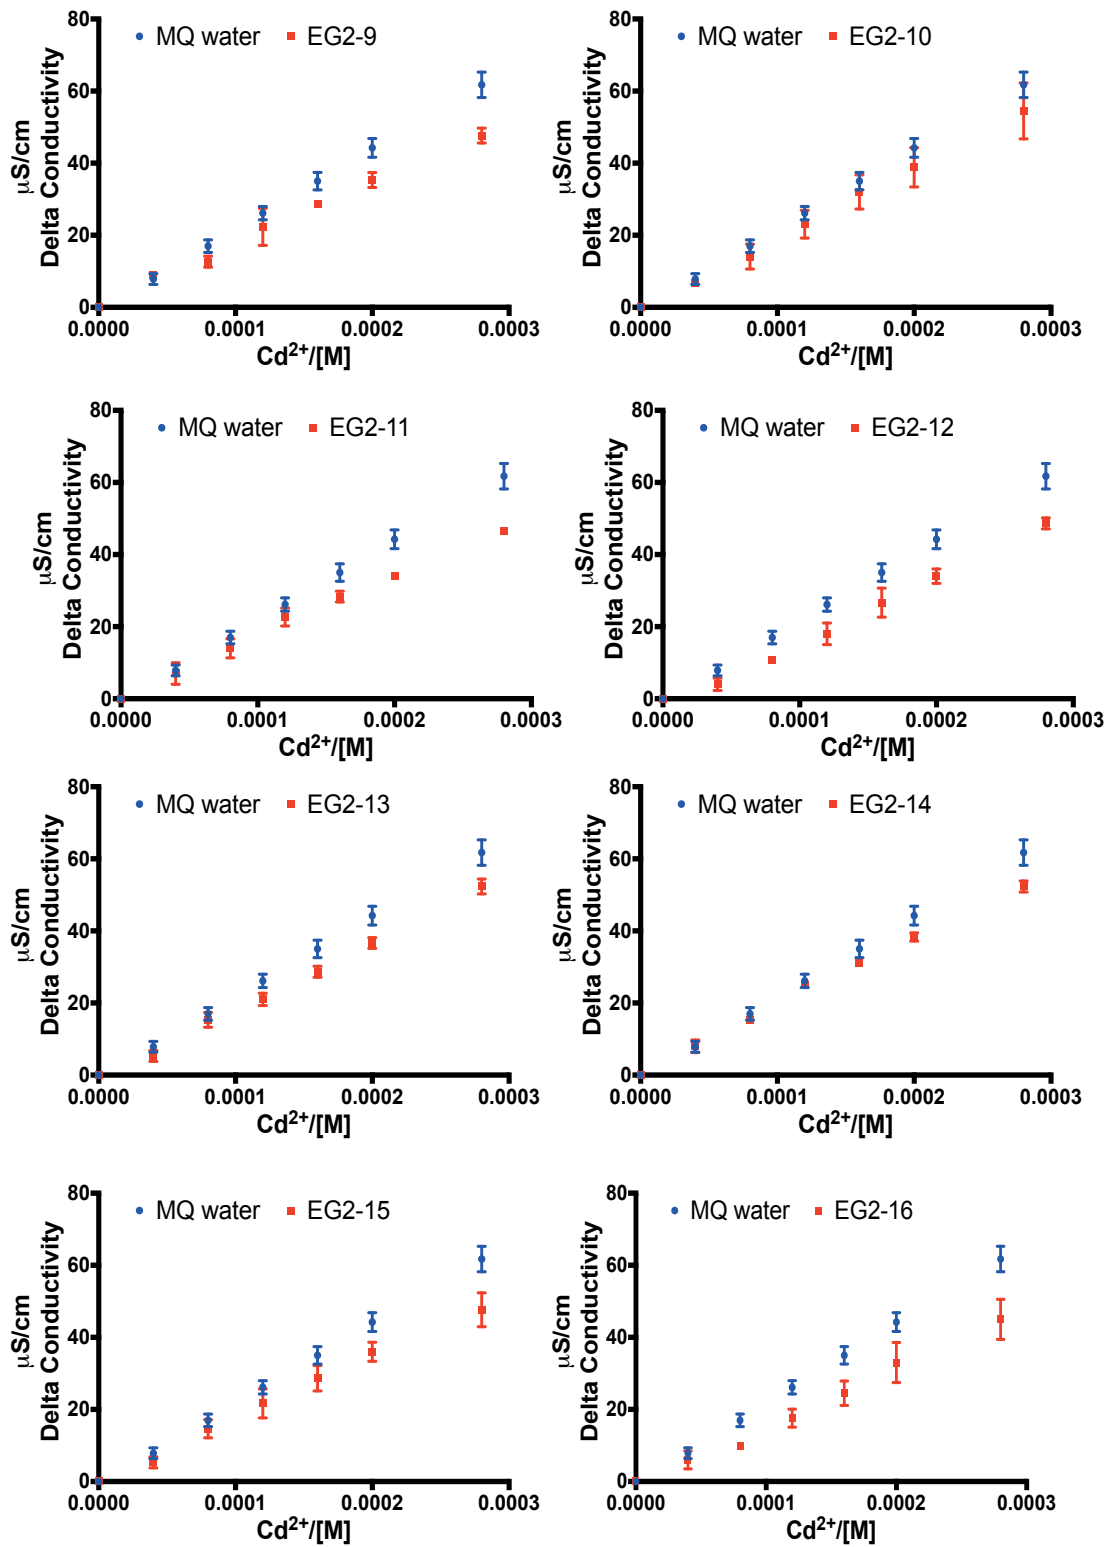 μS/cm
Delta Conductivity
MQ water EG2-9
80
60
40
20
0
0.0000 0.0001 0.0002 0.0003
Cd²⁺/[M]
μS/cm
Delta Conductivity
MQ water EG2-10
80
60
40
20
0
0.0000 0.0001 0.0002 0.0003
Cd²⁺/[M]
μS/cm
Delta Conductivity
MQ water EG2-11
80
60
40
20
0
0.0000 0.0001 0.0002 0.0003
Cd²⁺/[M]
μS/cm
Delta Conductivity
MQ water EG2-12
80
60
40
20
0
0.0000 0.0001 0.0002 0.0003
Cd²⁺/[M]
μS/cm
Delta Conductivity
MQ water EG2-13
80
60
40
20
0
0.0000 0.0001 0.0002 0.0003
Cd²⁺/[M]
μS/cm
Delta Conductivity
MQ water EG2-14
80
60
40
20
0
0.0000 0.0001 0.0002 0.0003
Cd²⁺/[M]
μS/cm
Delta Conductivity
MQ water EG2-15
80
60
40
20
0
0.0000 0.0001 0.0002 0.0003
Cd²⁺/[M]
μS/cm
Delta Conductivity
MQ water EG2-16
80
60
40
20
0
0.0000 0.0001 0.0002 0.0003
Cd²⁺/[M]